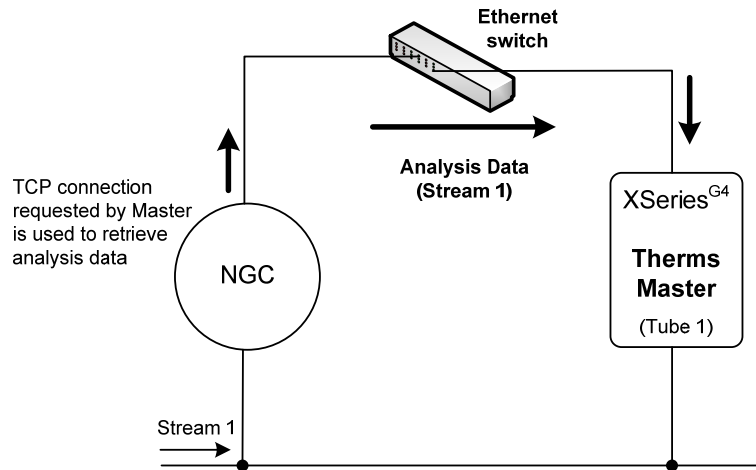 Ethernet
switch
Analysis Data
(Stream 1)
TCP connection
requested by Master
is used to retrieve
analysis data
NGC
XSeriesG4
Therms
Master
(Tube 1)
Stream 1